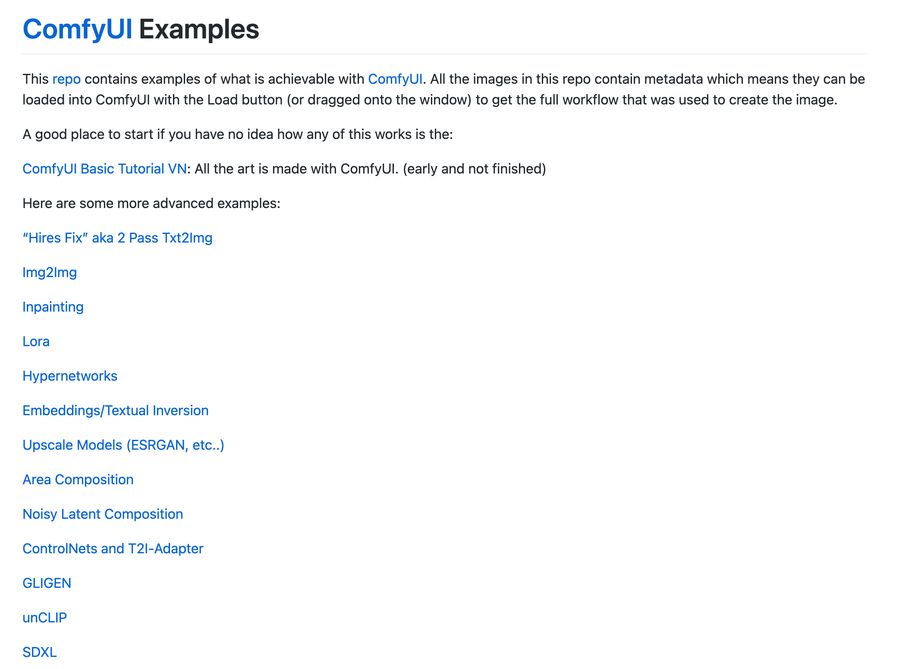 ComfyUI Examples
This repo contains examples of what is achievable with ComfyUI. All the images in this repo contain metadata which means they can be
loaded into ComfyUI with the Load button (or dragged onto the window) to get the full workflow that was used to create the image.
A good place to start if you have no idea how any of this works is the:
ComfyUI Basic Tutorial VN: All the art is made with ComfyUI. (early and not finished)
Here are some more advanced examples:
“Hires Fix” aka 2 Pass Txt2Img
Img2Img
Inpainting
Lora
Hypernetworks
Embeddings/Textual Inversion
Upscale Models (ESRGAN, etc..)
Area Composition
Noisy Latent Composition
ControlNets and T2I-Adapter
GLIGEN
unCLIP
SDXL